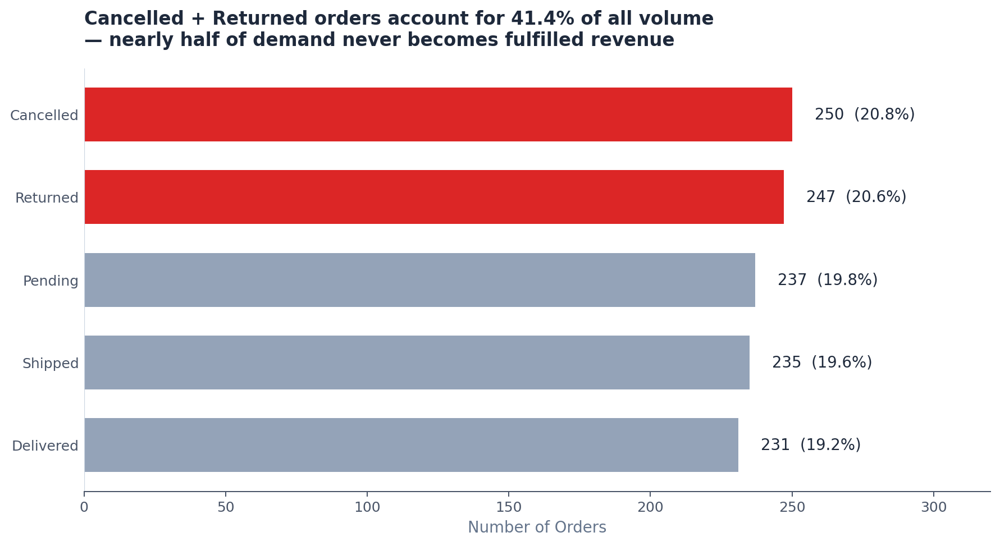 Cancelled + Returned orders account for 41.4% of all volume
— nearly half of demand never becomes fulfilled revenue
Cancelled 250 (20.8%)
Returned 247 (20.6%)
Pending 237 (19.8%)
Shipped 235 (19.6%)
Delivered 231 (19.2%)
0 50 100 150 200 250 300
Number of Orders